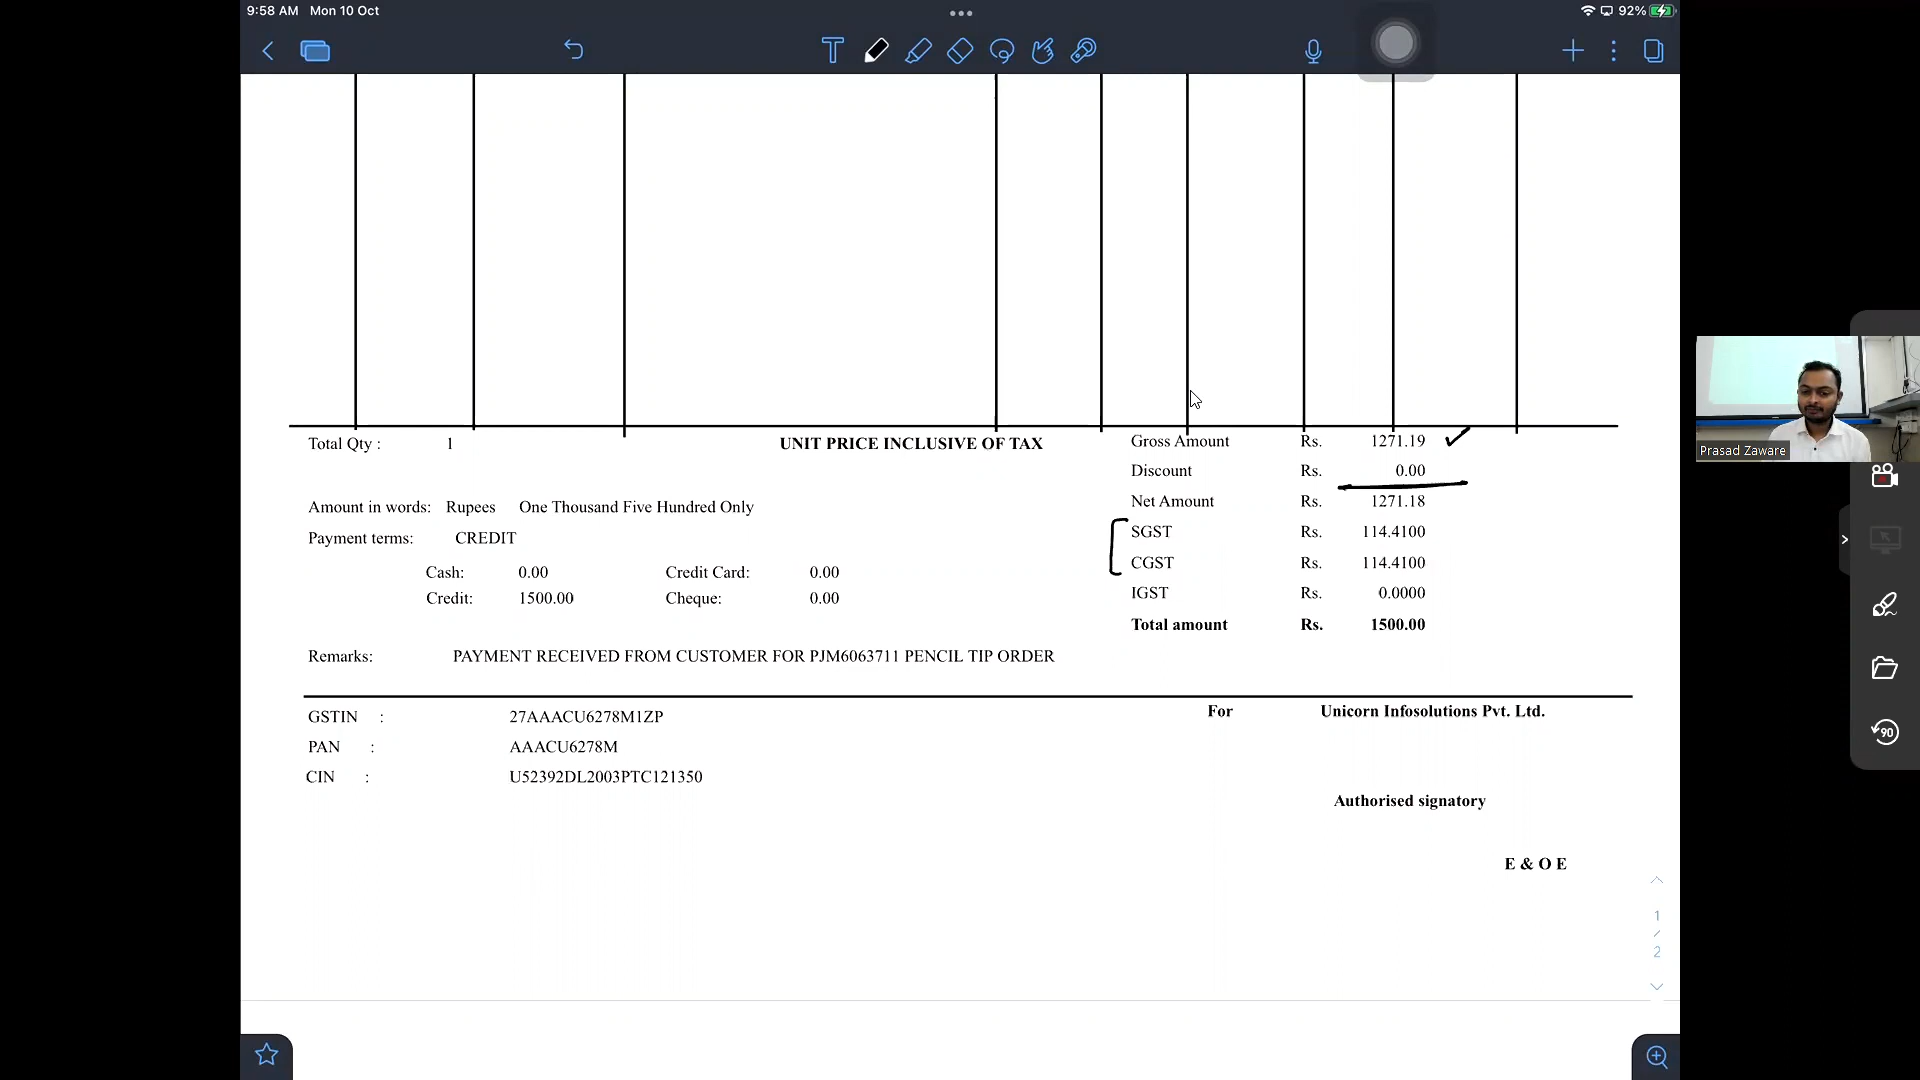 9:58 AM Mon 10 Oct 92%
Total Qty : 1 UNIT PRICE INCLUSIVE OF TAX Gross Amount Rs. 1271.19
Discount Rs. 0.00
Net Amount Rs. 1271.18
Amount in words: Rupees One Thousand Five Hundred Only
SGST Rs. 114.4100
Payment terms: CREDIT
CGST Rs. 114.4100
Cash: 0.00 Credit Card: 0.00
IGST Rs. 0.0000
Credit: 1500.00 Cheque: 0.00
Total amount Rs. 1500.00
Remarks: PAYMENT RECEIVED FROM CUSTOMER FOR PJM6063711 PENCIL TIP ORDER
GSTIN : 27AAACU6278M1ZP
For Unicorn Infosolutions Pvt. Ltd.
PAN : AAACU6278M
CIN : U52392DL2003PTC121350
Authorised signatory
E & O E
1
/
2
Prasad Zaware
90